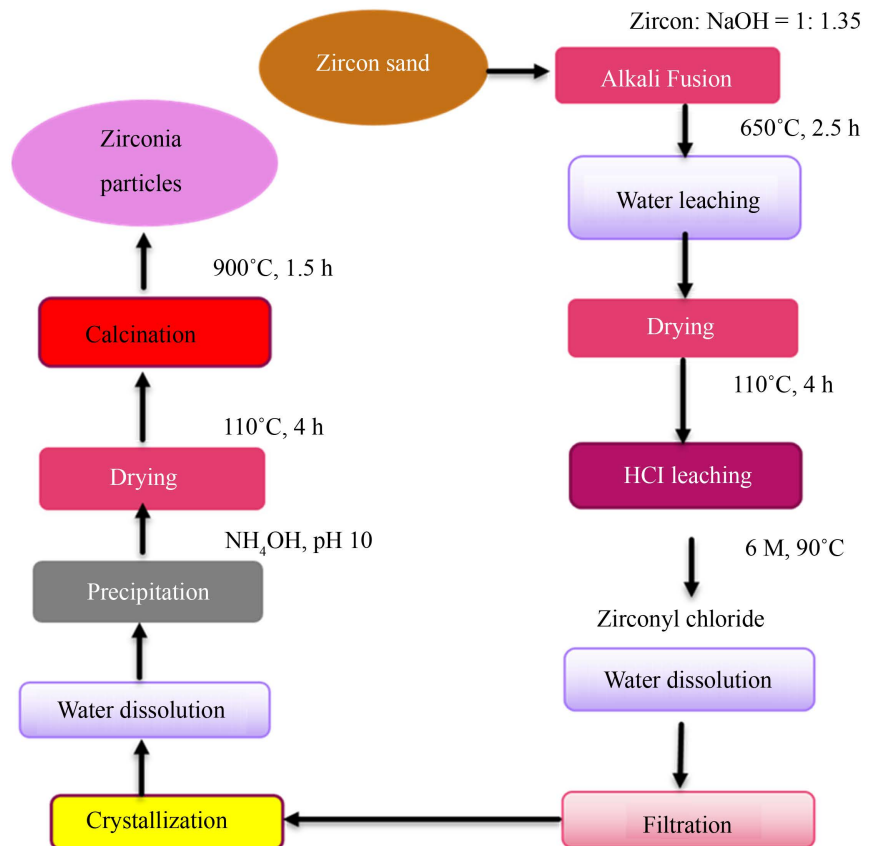 Zircon: NaOH = 1: 1.35
Zircon sand
Alkali Fusion
650˚C, 2.5 h
Water leaching
Drying
110˚C, 4 h
HCI leaching
6 M, 90˚C
Zirconyl chloride
Water dissolution
Filtration
Crystallization
Water dissolution
Precipitation
NH₄OH, pH 10
Drying
110˚C, 4 h
Calcination
900˚C, 1.5 h
Zirconia
particles